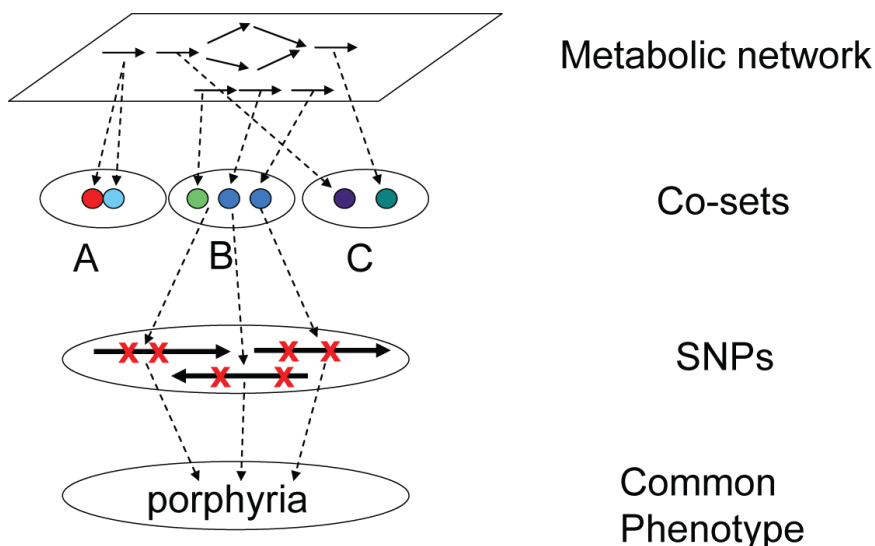 Metabolic network
Co-sets
A B C
X X X X
SNPs
X X
porphyria
Common
Phenotype